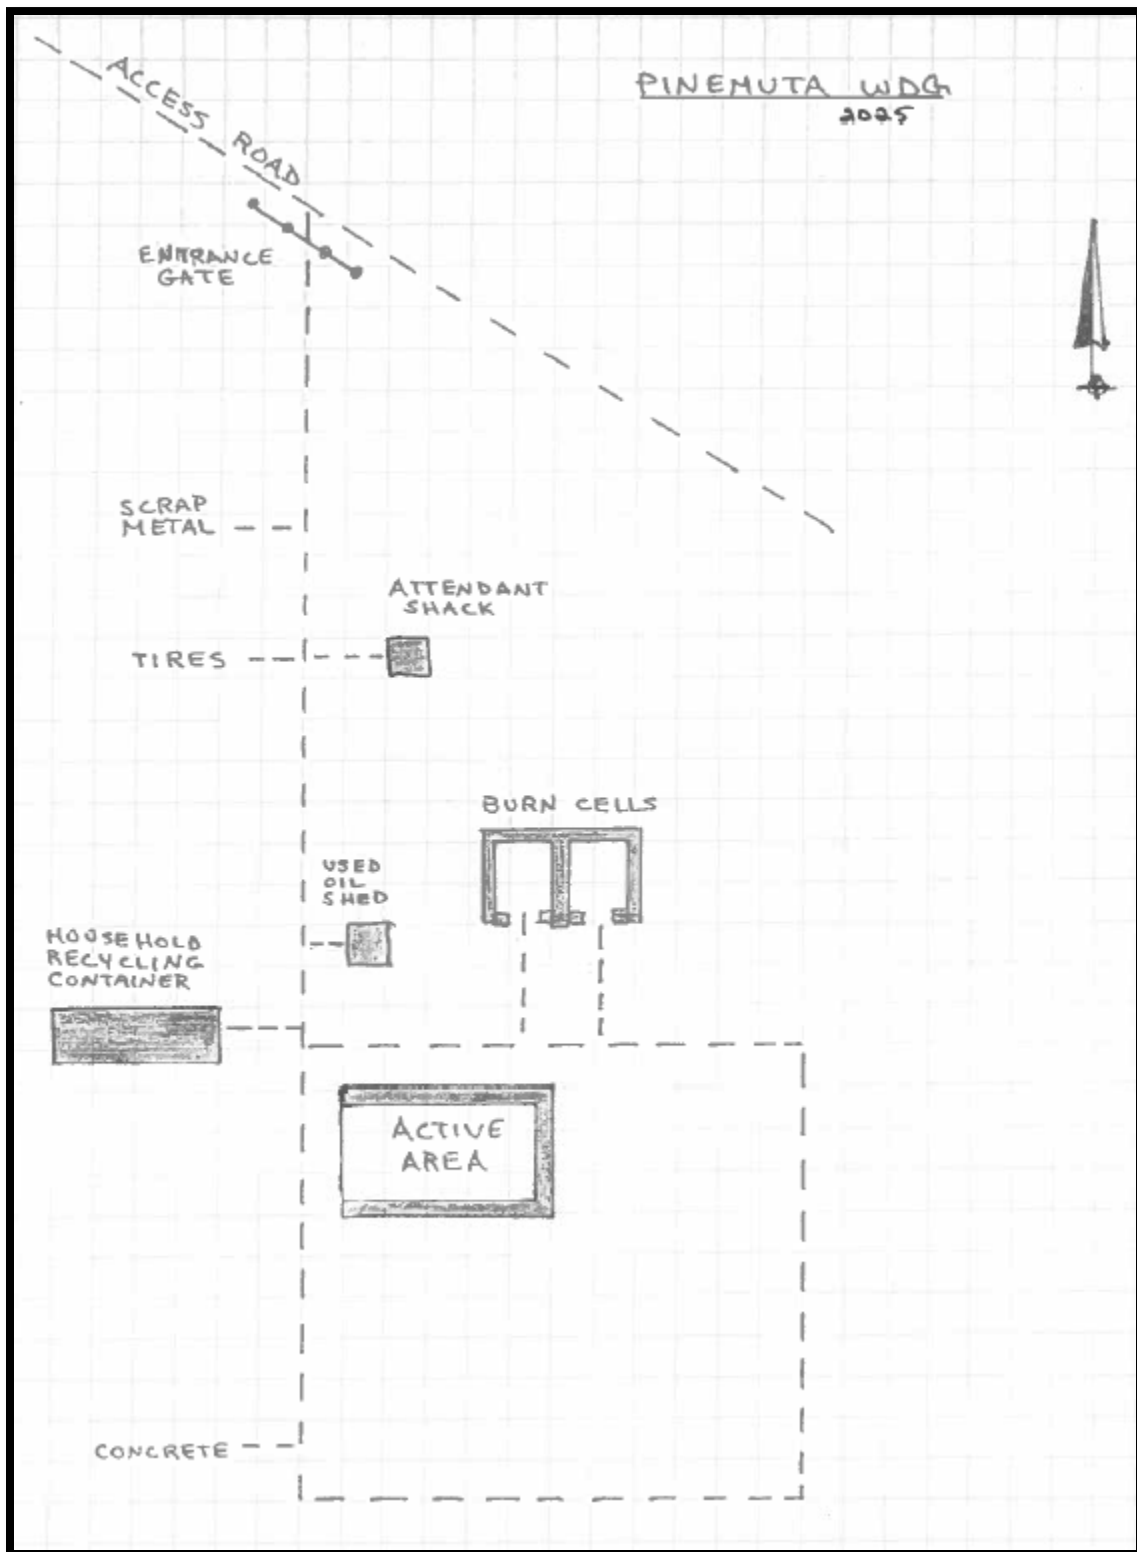 PINEMUTA WDG
2025
ACCESS ROAD
ENTRANCE
GATE
SCRAP
METAL
ATTENDANT
SHACK
TIRES
BURN CELLS
USED
OIL
SHED
HOUSEHOLD
RECYCLING
CONTAINER
ACTIVE
AREA
CONCRETE